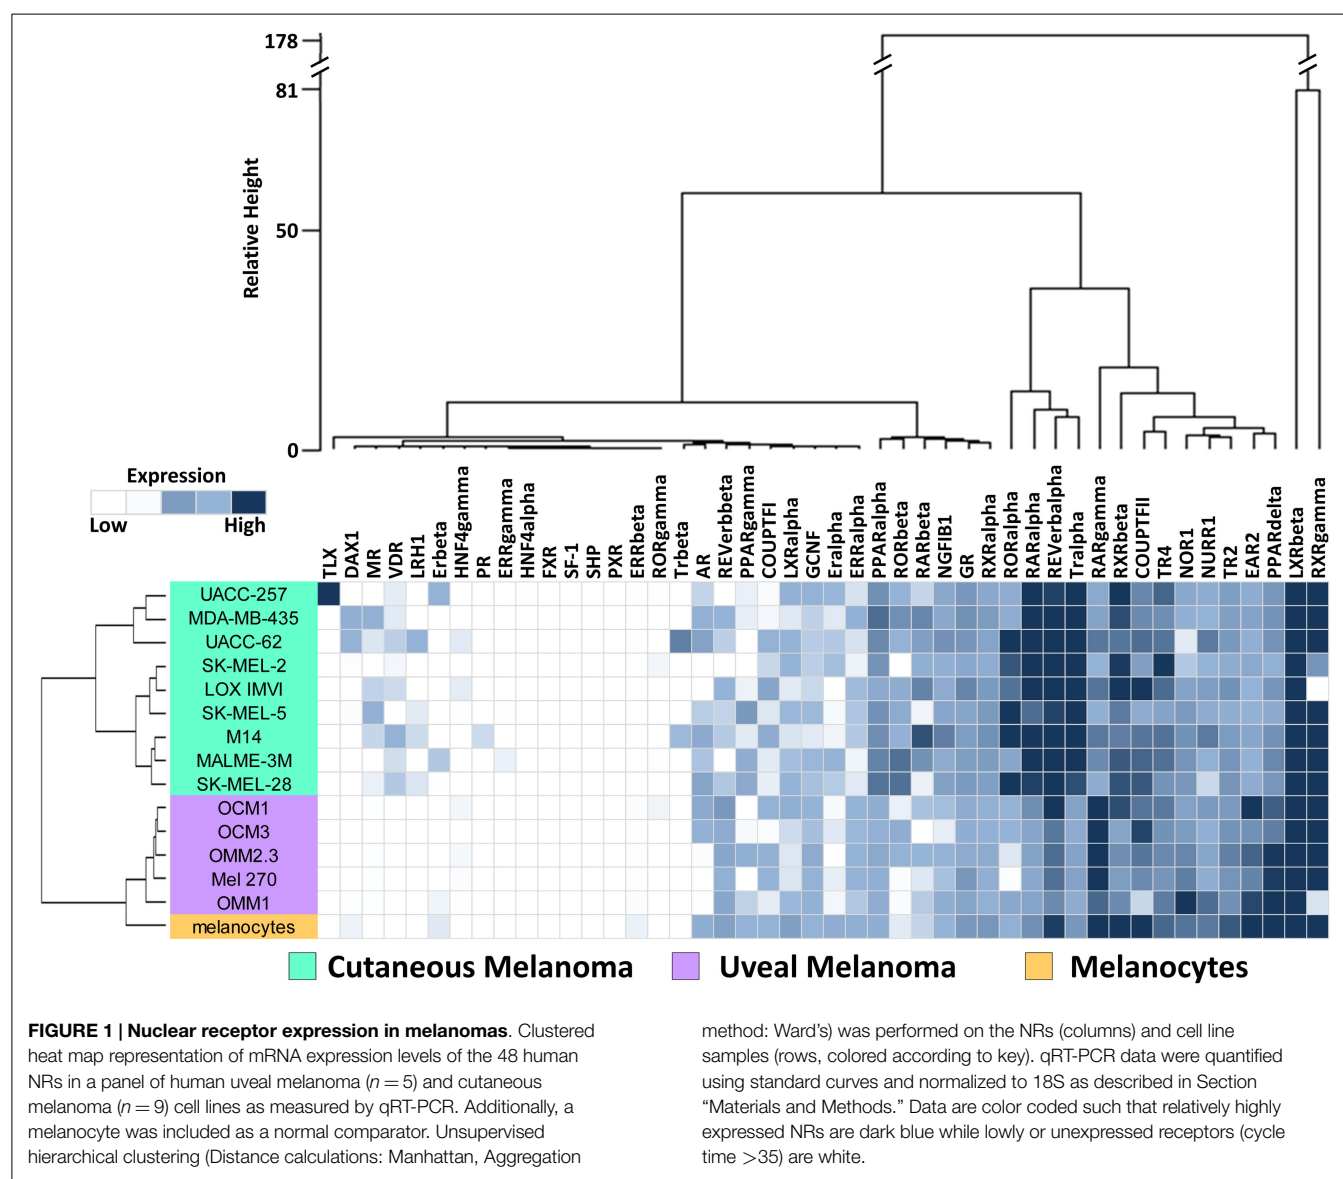 178
81
50
0
Relative Height
Expression
Low
High
TLX
DAX1
MR
VDR
LRH1
Erbeta
HNF4gamma
PR
ERRgamma
HNF4alpha
FXR
SF-1
SHP
PXR
ERRbeta
RORgamma
Trbeta
AR
REVerbbeta
PPARgamma
COUPTFI
LXRalpha
GCNF
Eralpha
ERRalpha
PPARalpha
RORbeta
RARbeta
NGFIB1
GR
RXRalpha
RORalpha
RARalpha
REVerbalpha
Tralpha
RARgamma
RXRbeta
COUPTFII
TR4
NOR1
NURR1
TR2
EAR2
PPARdelta
LXRbeta
RXRgamma
UACC-257
MDA-MB-435
UACC-62
SK-MEL-2
LOX IMVI
SK-MEL-5
M14
MALME-3M
SK-MEL-28
OCM1
OCM3
OMM2.3
Mel 270
OMM1
melanocytes
Cutaneous Melanoma
Uveal Melanoma
Melanocytes
FIGURE 1 | Nuclear receptor expression in melanomas. Clustered
heat map representation of mRNA expression levels of the 48 human
NRs in a panel of human uveal melanoma (n = 5) and cutaneous
melanoma (n = 9) cell lines as measured by qRT-PCR. Additionally, a
melanocyte was included as a normal comparator. Unsupervised
hierarchical clustering (Distance calculations: Manhattan, Aggregation
method: Ward's) was performed on the NRs (columns) and cell line
samples (rows, colored according to key). qRT-PCR data were quantified
using standard curves and normalized to 18S as described in Section
“Materials and Methods.” Data are color coded such that relatively highly
expressed NRs are dark blue while lowly or unexpressed receptors (cycle
time >35) are white.